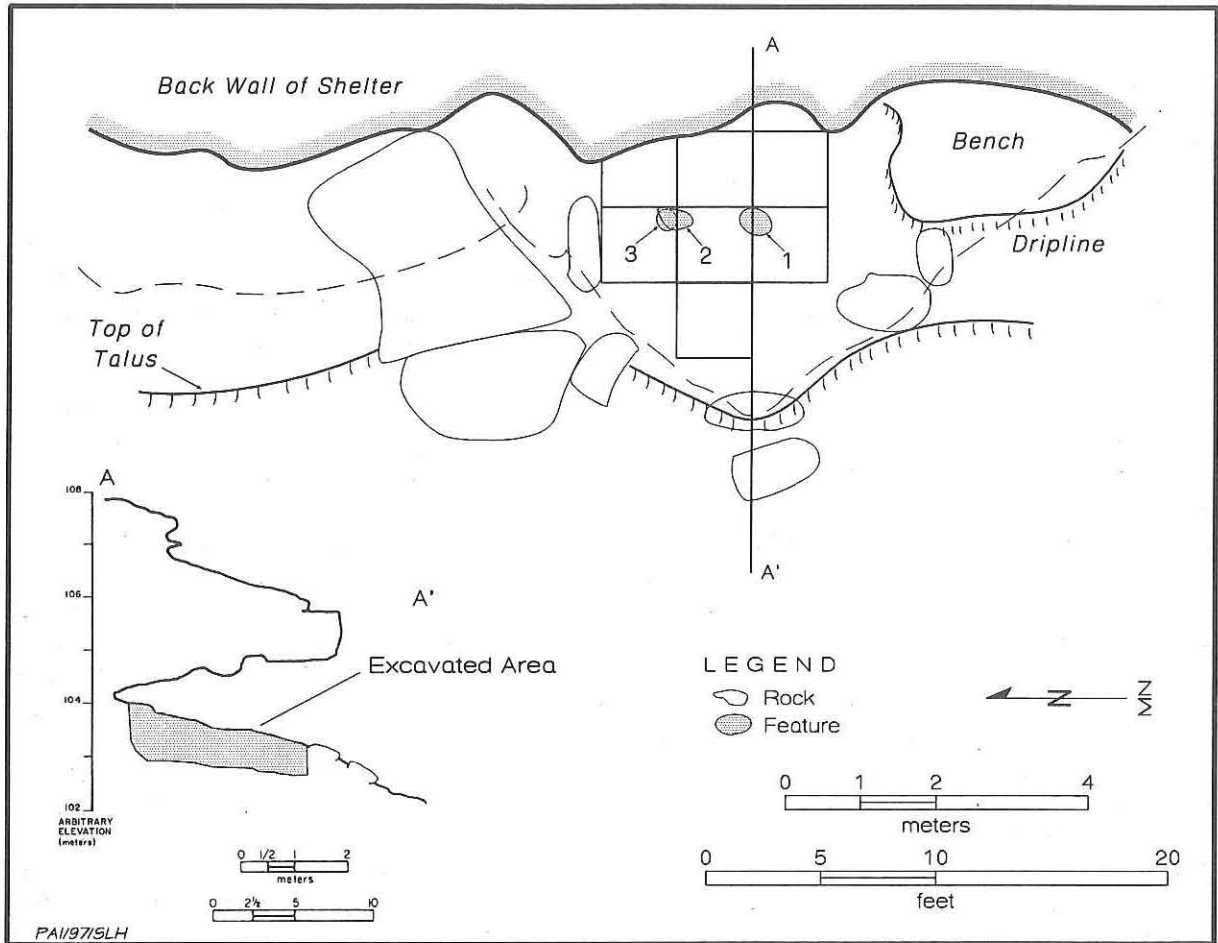 A
Back Wall of Shelter
Bench
3 2 1
Dripline
Top of
Talus
A
A'
108
106
A'
Excavated Area
104
102
ARBITRARY
ELEVATION
(meters)
LEGEND
Rock
Feature
N
MN
0 1 2 4
meters
0 5 10 20
feet
0 1/2 1 2
meters
0 2½ 5 10
PAI/97/SLH